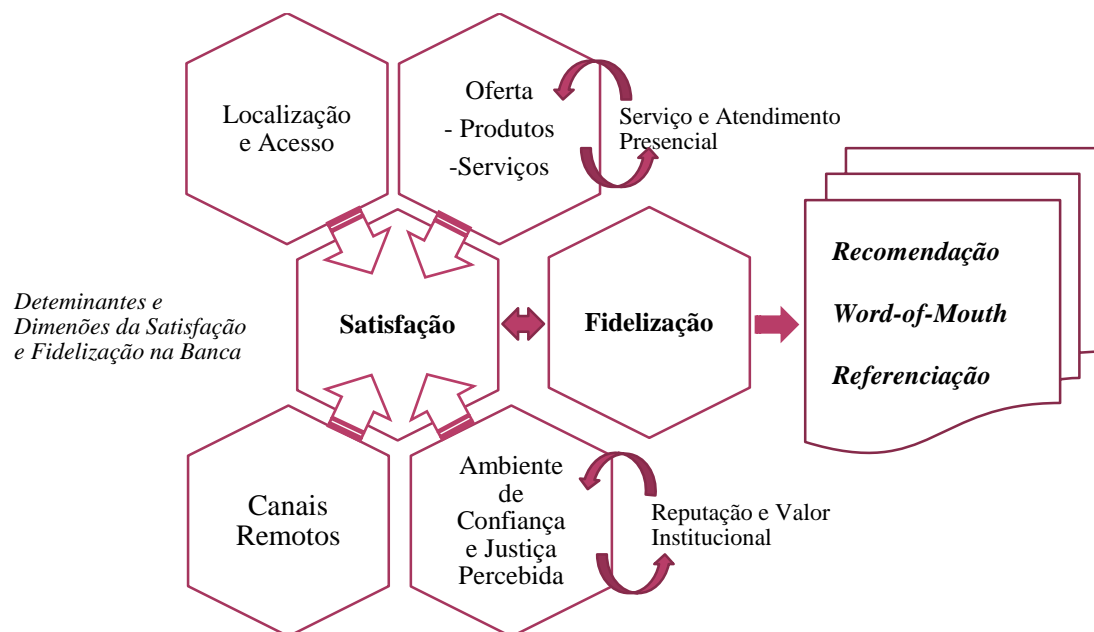 Localização
e Acesso
Oferta
- Produtos
-Serviços
Serviço e Atendimento
Presencial
Deteminantes e
Dimenões da Satisfação
e Fidelização na Banca
Satisfação
Fidelização
Recomendação
Word-of-Mouth
Referenciação
Canais
Remotos
Ambiente
de
Confiança
e Justiça
Percebida
Reputação e Valor
Institucional